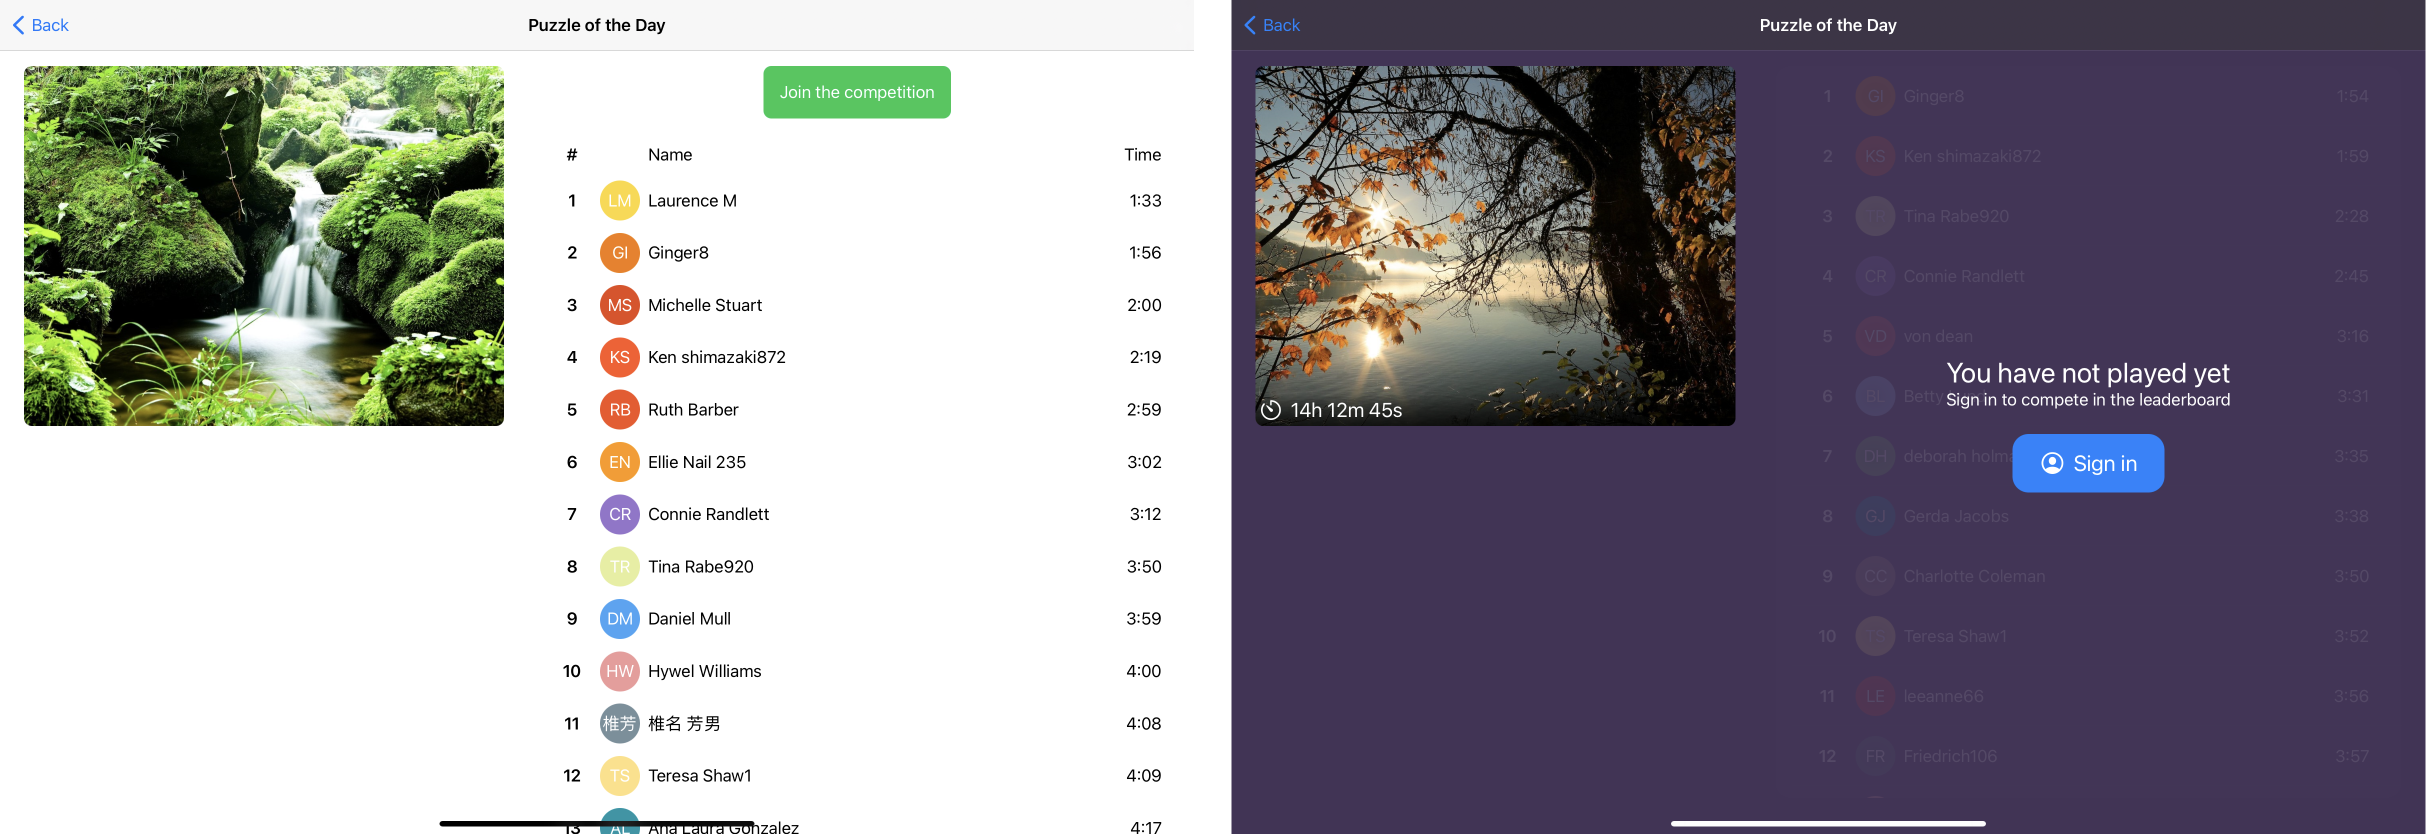 Back
Puzzle of the Day
Join the competition
# Name Time
1 LM Laurence M 1:33
2 GI Ginger8 1:56
3 MS Michelle Stuart 2:00
4 KS Ken shimazaki872 2:19
5 RB Ruth Barber 2:59
6 EN Ellie Nail 235 3:02
7 CR Connie Randlett 3:12
8 TR Tina Rabe920 3:50
9 DM Daniel Mull 3:59
10 HW Hywel Williams 4:00
11 椎芳 椎名 芳男 4:08
12 TS Teresa Shaw1 4:09
13 AL Ana Laura Gonzalez 4:17
Back
Puzzle of the Day
14h 12m 45s
1 GI Ginger8 1:54
2 KS Ken shimazaki872 1:59
3 TR Tina Rabe920 2:28
4 CR Connie Randlett 2:45
5 VD von dean 3:16
You have not played yet
6 BL Betty 3:31
Sign in to compete in the leaderboard
7 DH deborah holm 3:35
Sign in
8 GJ Gerda Jacobs 3:38
9 CC Charlotte Coleman 3:50
10 TS Teresa Shaw1 3:52
11 LE leeanne66 3:56
12 FR Friedrich106 3:57